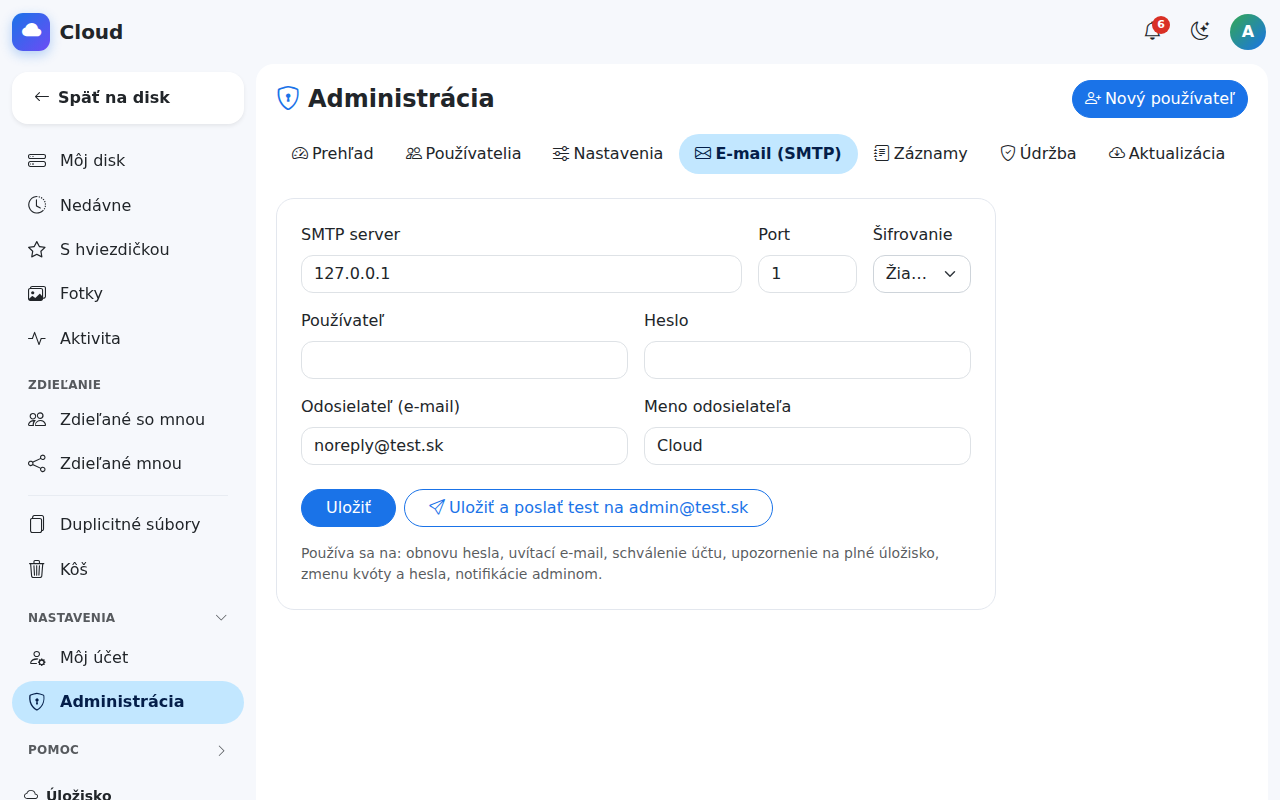 Cloud
6
A
Späť na disk
Môj disk
Nedávne
S hviezdičkou
Fotky
Aktivita
ZDIEĽANIE
Zdieľané so mnou
Zdieľané mnou
Duplicitné súbory
Kôš
NASTAVENIA
Môj účet
Administrácia
POMOC
Úložisko
Administrácia
Nový používateľ
Prehľad
Používatelia
Nastavenia
E-mail (SMTP)
Záznamy
Údržba
Aktualizácia
SMTP server
Port
Šifrovanie
127.0.0.1
1
Žia...
Používateľ
Heslo
Odosielateľ (e-mail)
Meno odosielateľa
noreply@test.sk
Cloud
Uložiť
Uložiť a poslať test na admin@test.sk
Používa sa na: obnovu hesla, uvítací e-mail, schválenie účtu, upozornenie na plné úložisko,
zmenu kvóty a hesla, notifikácie adminom.